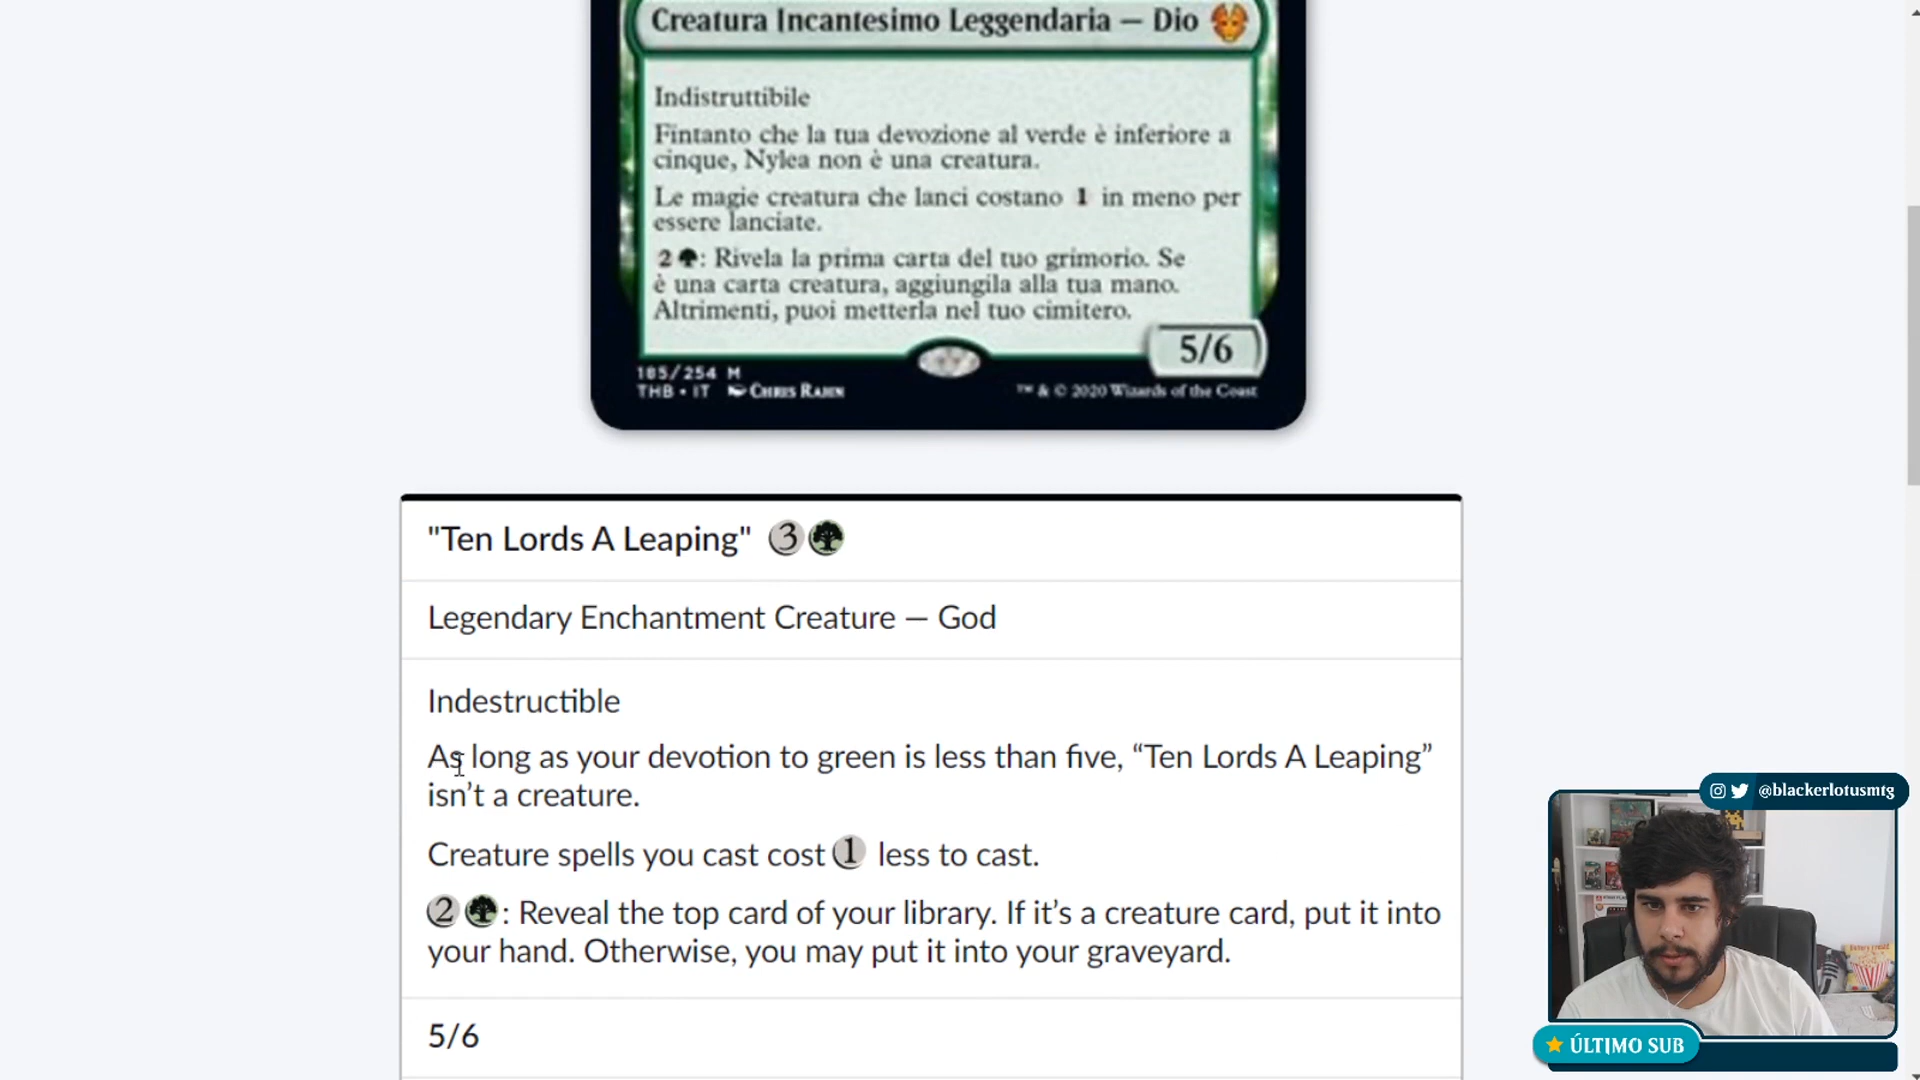 Creatura Incantesimo Leggendaria — Dio
Indistruttibile
Fintanto che la tua devozione al verde è inferiore a
cinque, Nylea non è una creatura.
Le magie creatura che lanci costano 1 in meno per
essere lanciate.
2 : Rivela la prima carta del tuo grimorio. Se
è una carta creatura, aggiungila alla tua mano.
Altrimenti, puoi metterla nel tuo cimitero.
5/6
185/254 M
THB • IT Chris Rahn
™ & © 2020 Wizards of the Coast
"Ten Lords A Leaping" 3
Legendary Enchantment Creature — God
Indestructible
As long as your devotion to green is less than five, “Ten Lords A Leaping”
isn’t a creature.
Creature spells you cast cost 1 less to cast.
2 : Reveal the top card of your library. If it’s a creature card, put it into
your hand. Otherwise, you may put it into your graveyard.
5/6
@blackerlotusmtg
ÚLTIMO SUB